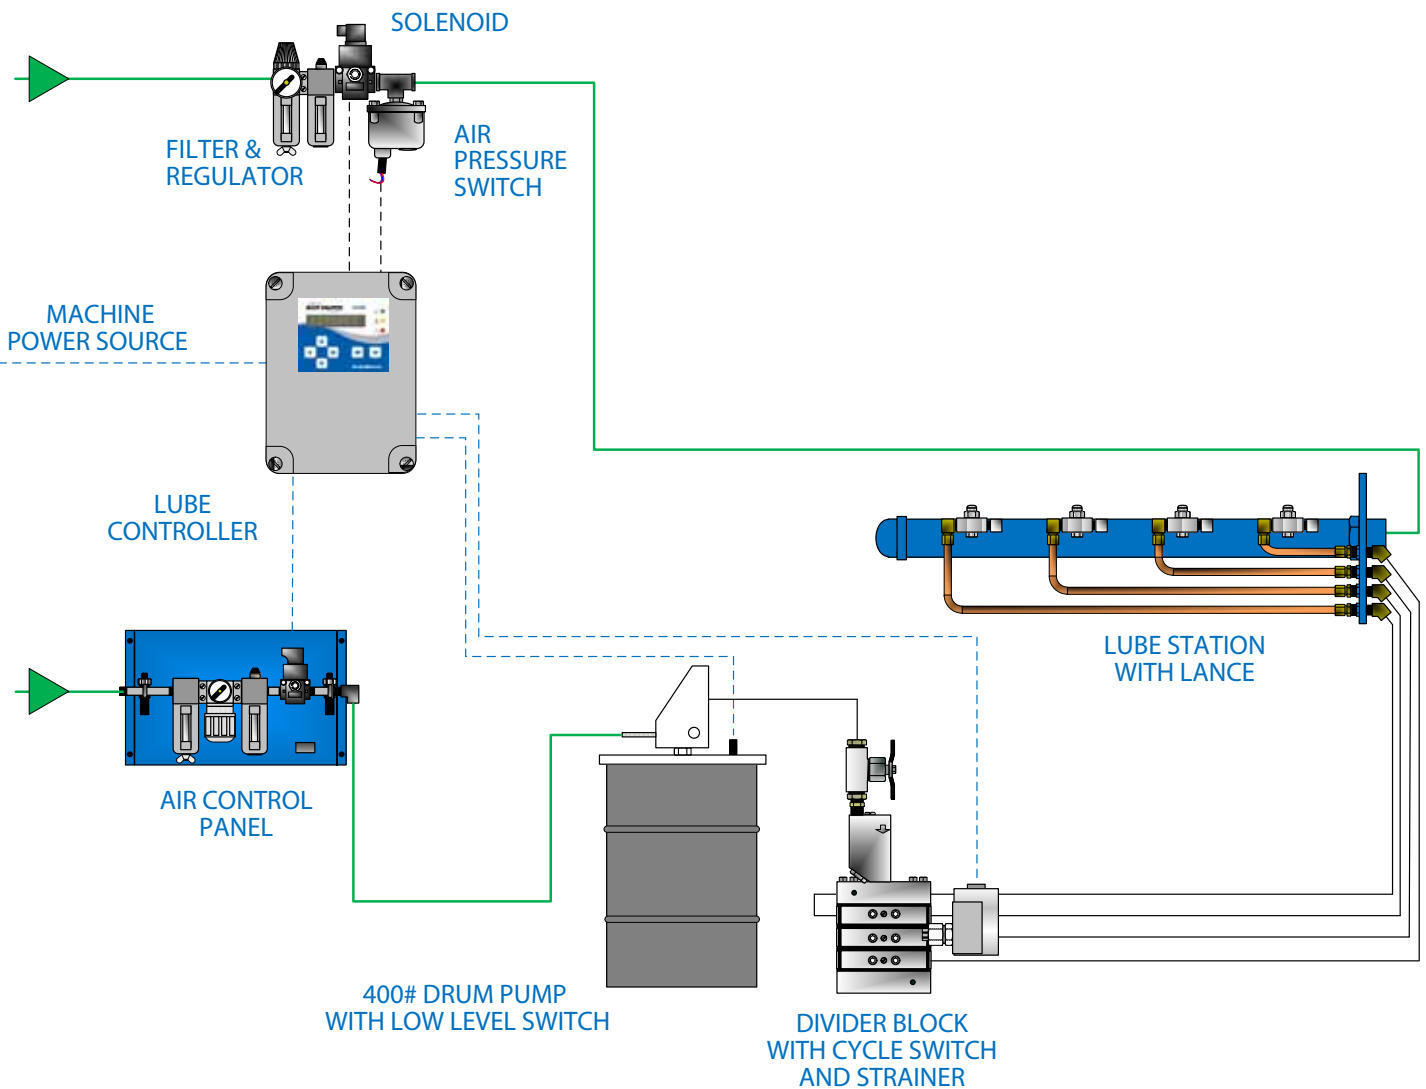 SOLENOID
FILTER &
REGULATOR
AIR
PRESSURE
SWITCH
MACHINE
POWER SOURCE
LUBE
CONTROLLER
LUBE STATION
WITH LANCE
AIR CONTROL
PANEL
400# DRUM PUMP
WITH LOW LEVEL SWITCH
DIVIDER BLOCK
WITH CYCLE SWITCH
AND STRAINER